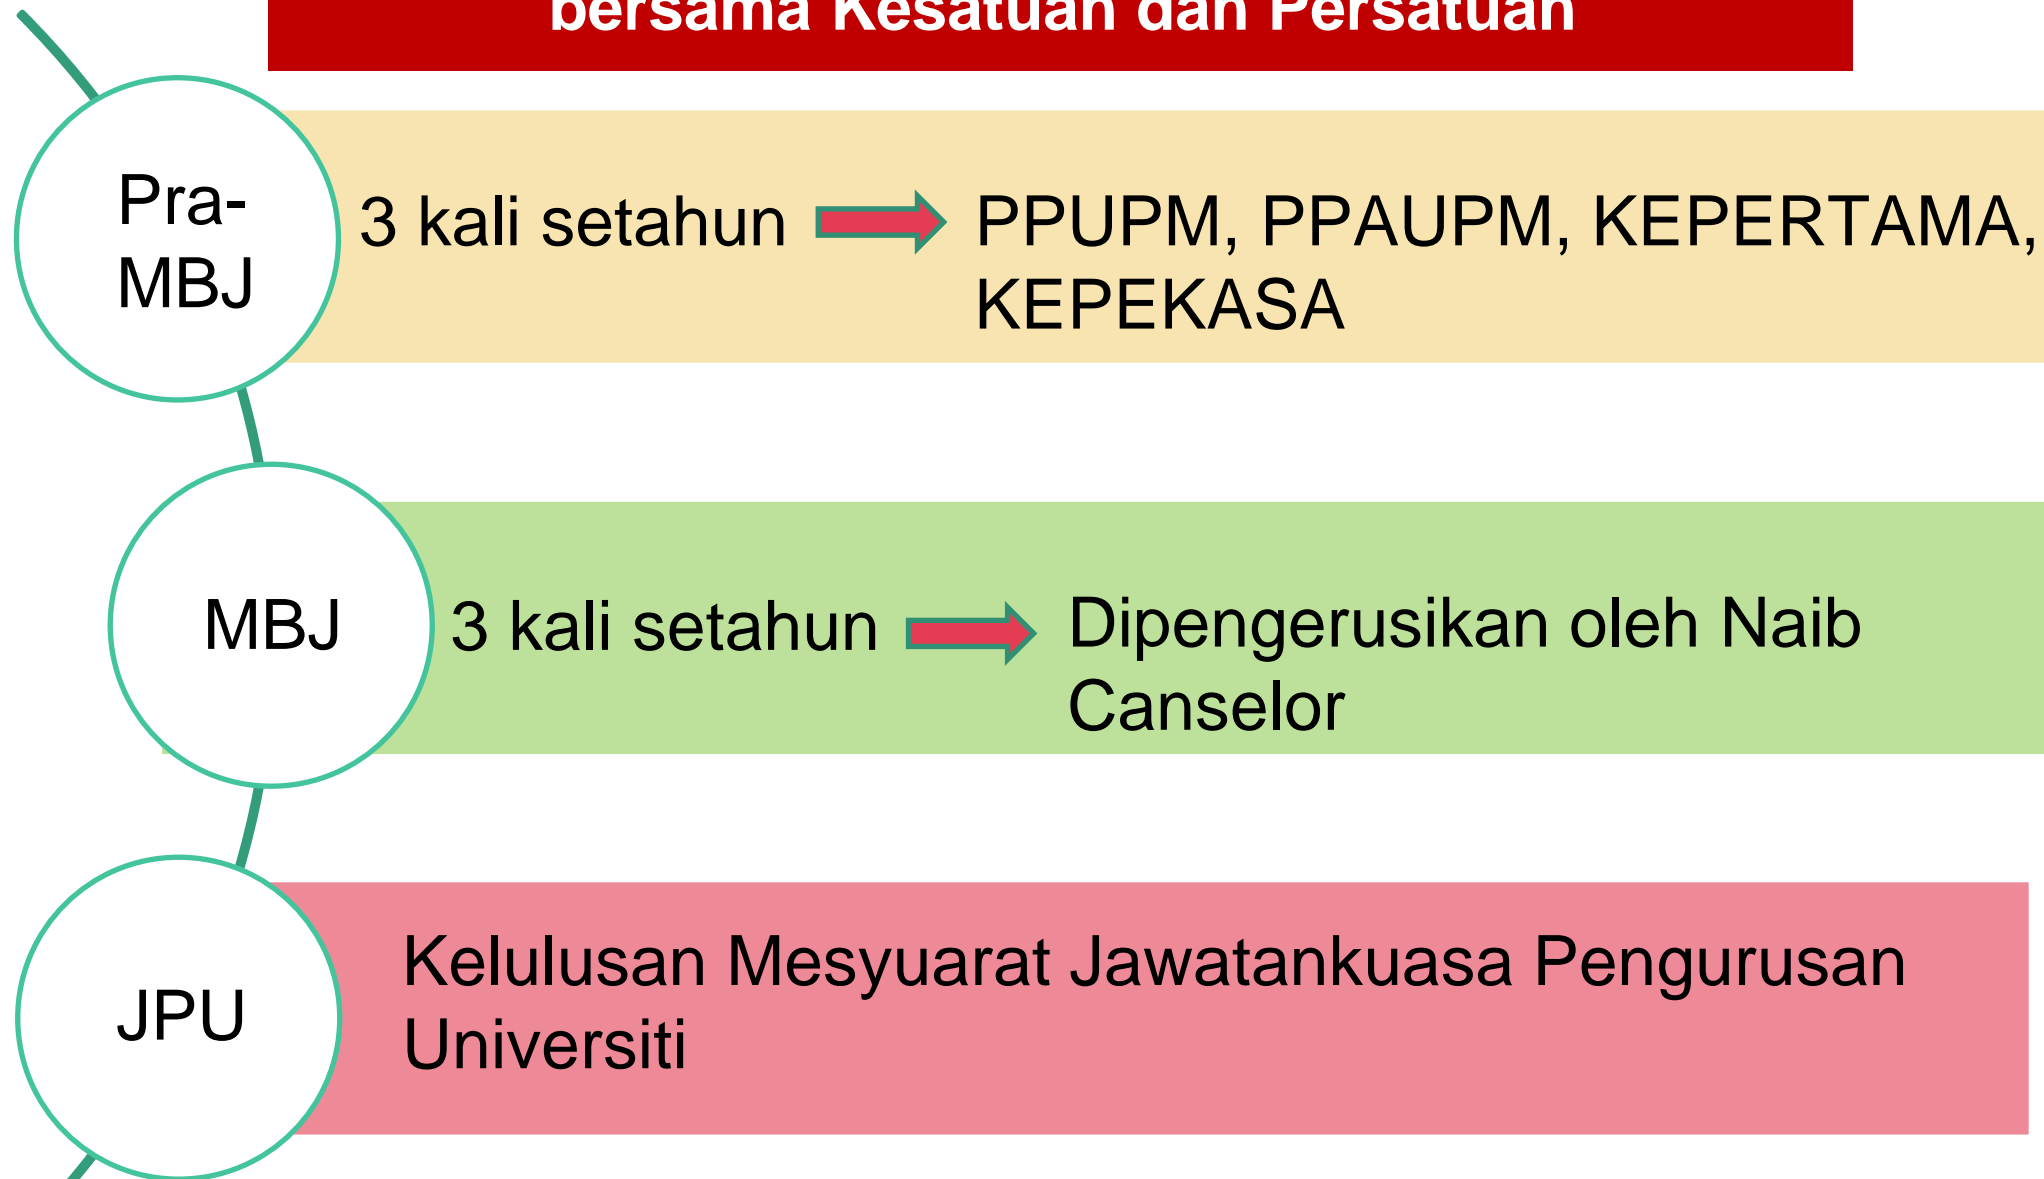 bersama Kesatuan dan Persatuan
Pra-
MBJ
3 kali setahun
PPUPM, PPAUPM, KEPERTAMA,
KEPEKASA
MBJ
3 kali setahun
Dipengerusikan oleh Naib
Canselor
JPU
Kelulusan Mesyuarat Jawatankuasa Pengurusan
Universiti